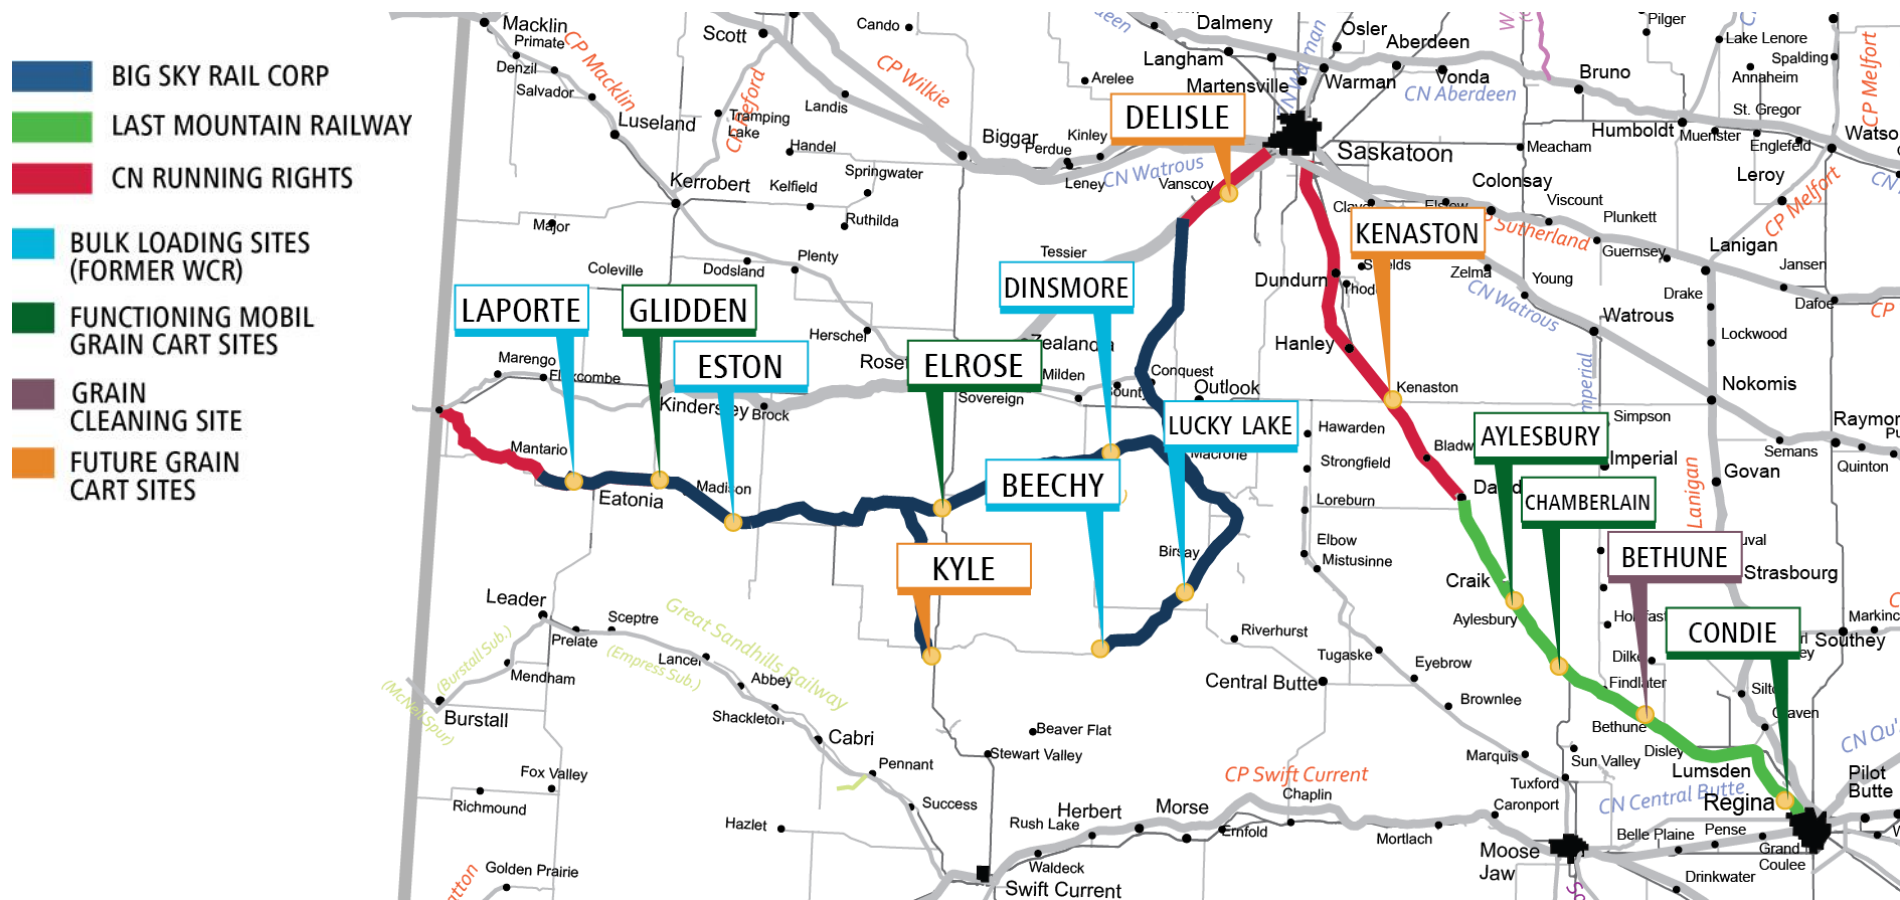 BIG SKY RAIL CORP
LAST MOUNTAIN RAILWAY
CN RUNNING RIGHTS
BULK LOADING SITES
(FORMER WCR)
FUNCTIONING MOBIL
GRAIN CART SITES
GRAIN
CLEANING SITE
FUTURE GRAIN
CART SITES
Macklin
Primate
Denzil
Salvador
CP Macklin
Luseland
Scott
Cando
CP Wilkie
Landis
Tramping
Lake
Handel
Biggar
Springwater
Kerrobert
Kelfield
Ruthilda
Major
Coleville
Dodsland
Plenty
Herschel
Arelee
Kinley
Perdue
Leney
CN Watrous
Vanscoy
Dalmeny
Langham
Martensville
Osler
Warman
Aberdeen
Vonda
CN Aberdeen
Bruno
Pilger
Lake Lenore
Spalding
Annaheim
St. Gregor
Humboldt
Muenster
Englefeld
CP Melfort
Leroy
CP Melfort
Saskatoon
Meacham
Colonsay
Viscount
Plunkett
Guernsey
Lanigan
Jansen
Drake
Dafoe
CP
DELISLE
KENASTON
Sutherland
Zelma
Young
CN Watrous
Watrous
Lockwood
Nokomis
Tessier
Dundurn
Hanley
Kenaston
Simpson
Semans
Quinton
LAPORTE
GLIDDEN
ESTON
ELROSE
DINSMORE
LUCKY LAKE
BEECHY
KYLE
AYLESBURY
CHAMBERLAIN
BETHUNE
CONDIE
Marengo
Kindersley
Brock
Sovereign
Milden
Conquest
Outlook
Macrorie
Hawarden
Strongfield
Loreburn
Elbow
Mistusinne
Imperial
Govan
Lanigan
Strasbourg
Mantario
Eatonia
Madison
Birsay
Craik
Aylesbury
Findlater
Bethune
Disley
Lumsden
Regina
Southey
Leader
Prelate
Sceptre
Lancer
Abbey
Shackleton
Cabri
Pennant
Success
Great Sandhills Railway
(Empress Sub.)
(Burstall Sub.)
(McNeil Spur)
Mendham
Burstall
Fox Valley
Richmound
Golden Prairie
Hazlet
Riverhurst
Tugaske
Central Butte
Eyebrow
Brownlee
Beaver Flat
Stewart Valley
Marquis
Sun Valley
Tuxford
Caronport
CN Central Butte
CP Swift Current
Chaplin
Herbert
Morse
Rush Lake
Ernfold
Mortlach
Waldeck
Swift Current
Moose
Jaw
Belle Plaine
Pense
Grand
Coulee
Drinkwater
Pilot
Butte